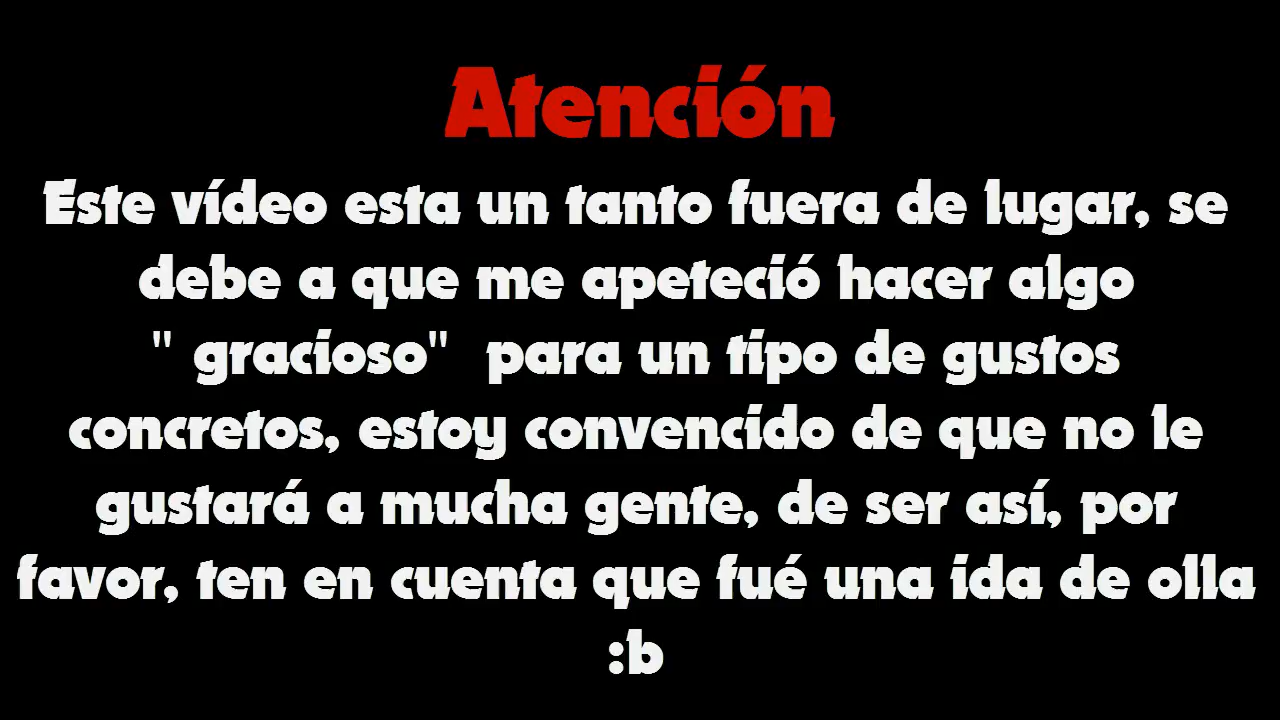 Atención
Este vídeo esta un tanto fuera de lugar, se
debe a que me apeteció hacer algo
" gracioso"  para un tipo de gustos
concretos, estoy convencido de que no le
gustará a mucha gente, de ser así, por
favor, ten en cuenta que fué una ida de olla
:b